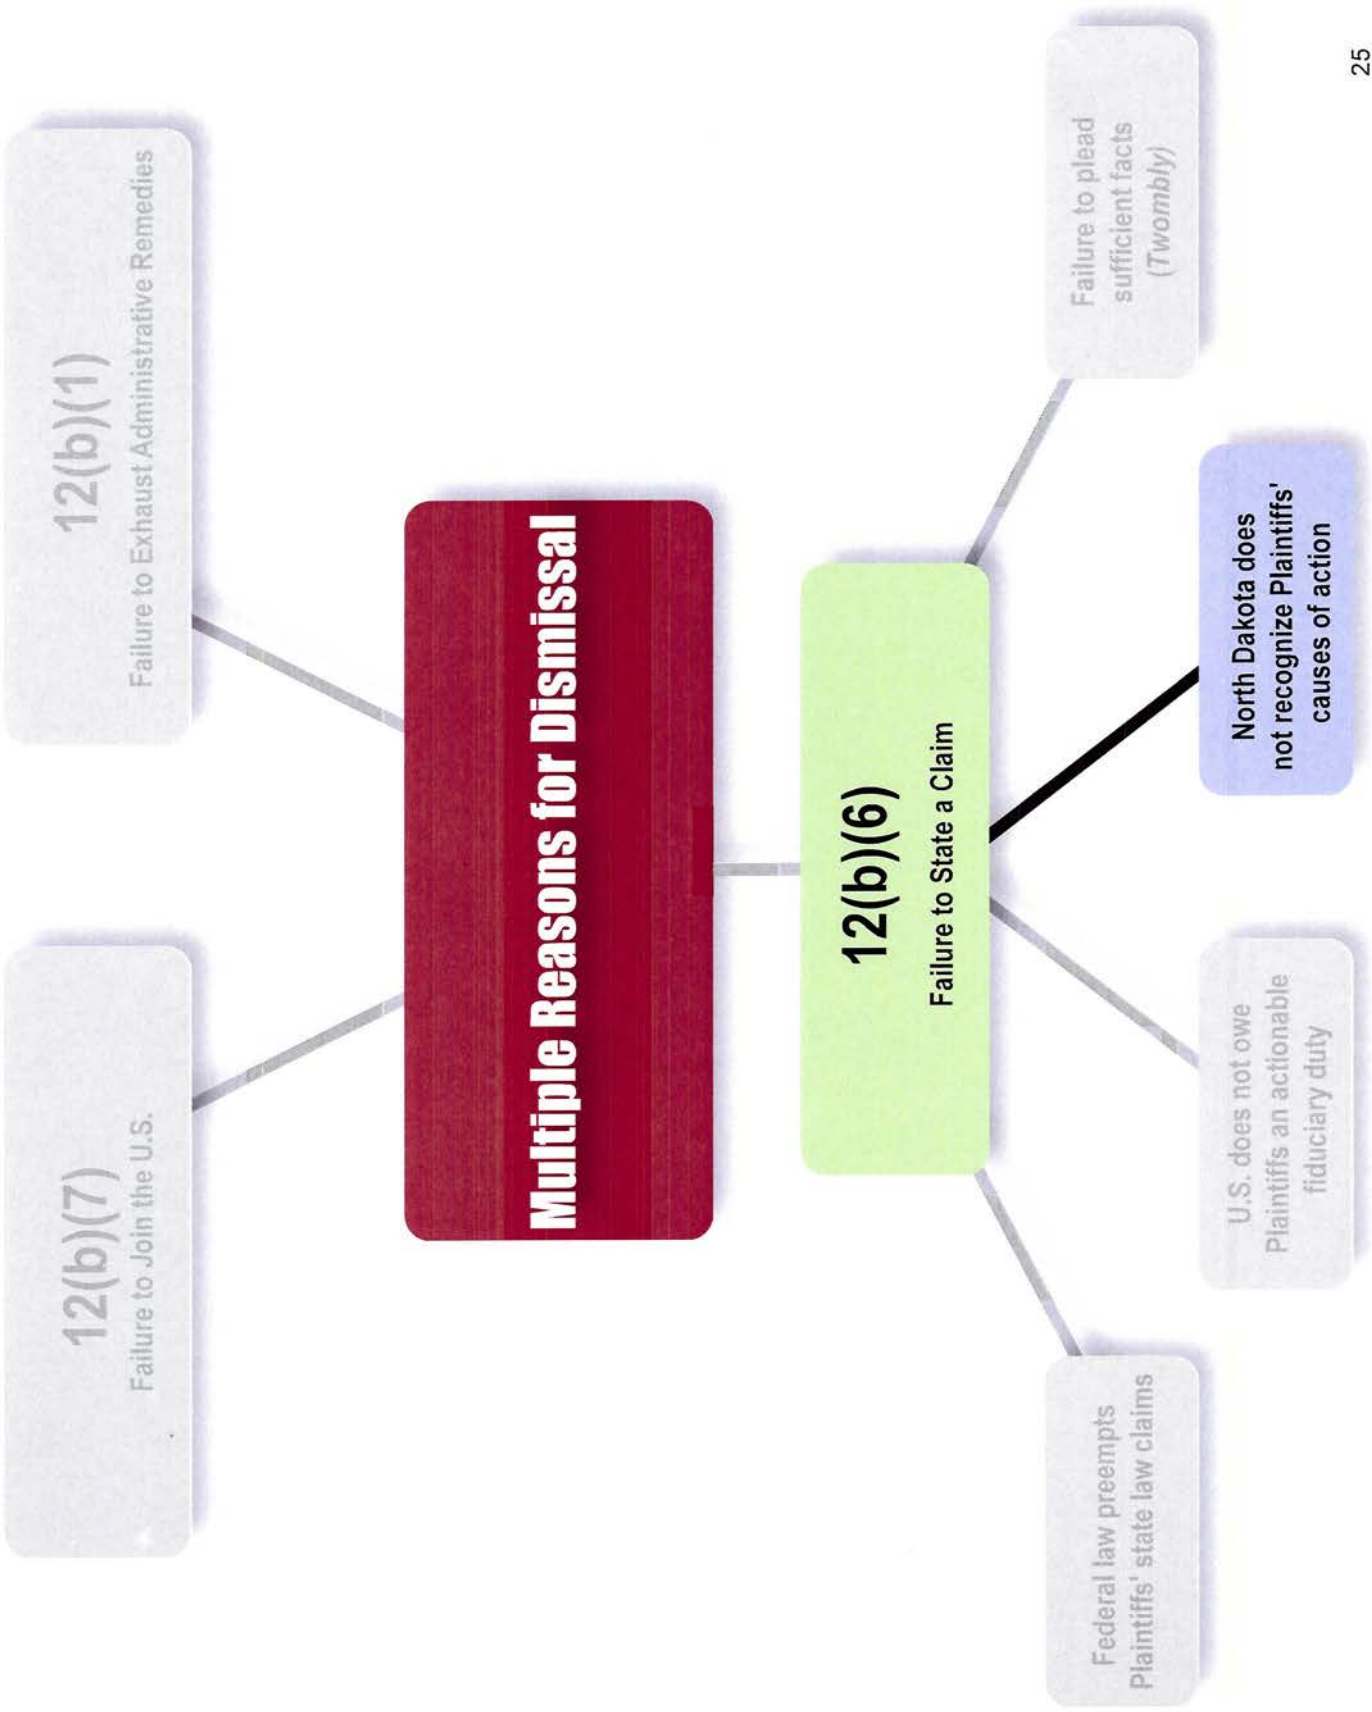 12(b)(7)
Failure to Join the U.S.
12(b)(1)
Failure to Exhaust Administrative Remedies
Multiple Reasons for Dismissal
12(b)(6)
Failure to State a Claim
Federal law preempts
Plaintiffs' state law claims
U.S. does not owe
Plaintiffs an actionable
fiduciary duty
North Dakota does
not recognize Plaintiffs'
causes of action
Failure to plead
sufficient facts
(Twombly)
25